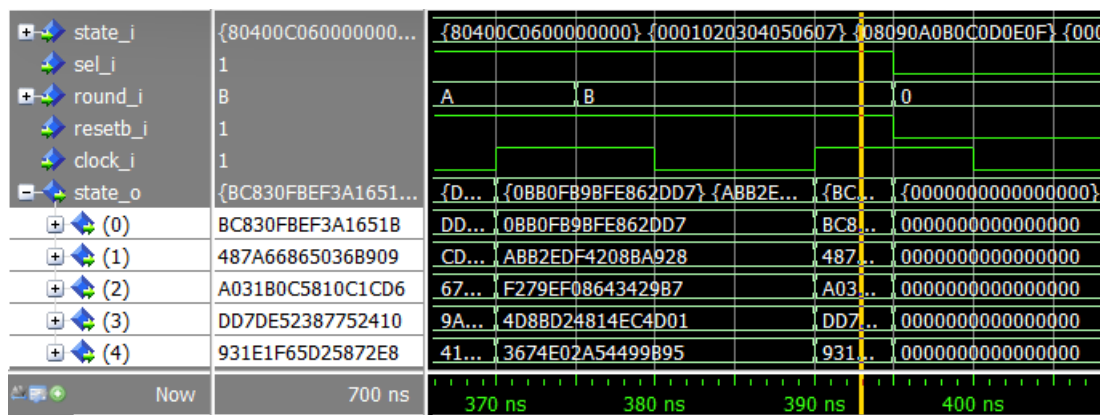 state_i {80400C060000000... {80400C0600000000} {0001020304050607} {08090A0B0C0D0E0F} {000
sel_i 1
round_i B A B 0
resetb_i 1
clock_i 1
state_o {BC830FBEF3A1651... {D... {0BB0FB9BFE862DD7} {ABB2E... {BC... {0000000000000000}
(0) BC830FBEF3A1651B DD... 0BB0FB9BFE862DD7 BC8... 0000000000000000
(1) 487A66865036B909 CD... ABB2EDF4208BA928 487... 0000000000000000
(2) A031B0C5810C1CD6 67... F279EF08643429B7 A03... 0000000000000000
(3) DD7DE52387752410 9A... 4D8BD24814EC4D01 DD7... 0000000000000000
(4) 931E1F65D25872E8 41... 3674E02A54499B95 931... 0000000000000000
Now 700 ns 370 ns 380 ns 390 ns 400 ns